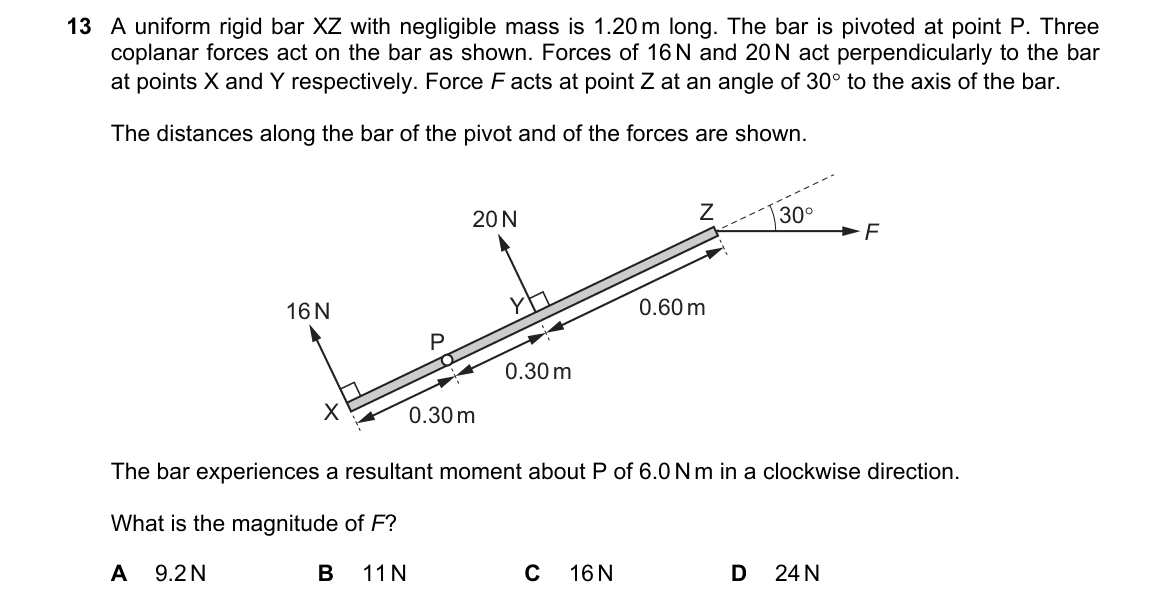 13 A uniform rigid bar XZ with negligible mass is 1.20 m long. The bar is pivoted at point P. Three
coplanar forces act on the bar as shown. Forces of 16 N and 20 N act perpendicularly to the bar
at points X and Y respectively. Force F acts at point Z at an angle of 30° to the axis of the bar.
The distances along the bar of the pivot and of the forces are shown.
20 N
Z
30°
F
16 N
Y
0.60 m
P
0.30 m
X
0.30 m
The bar experiences a resultant moment about P of 6.0 N m in a clockwise direction.
What is the magnitude of F?
A 9.2 N B 11 N C 16 N D 24 N